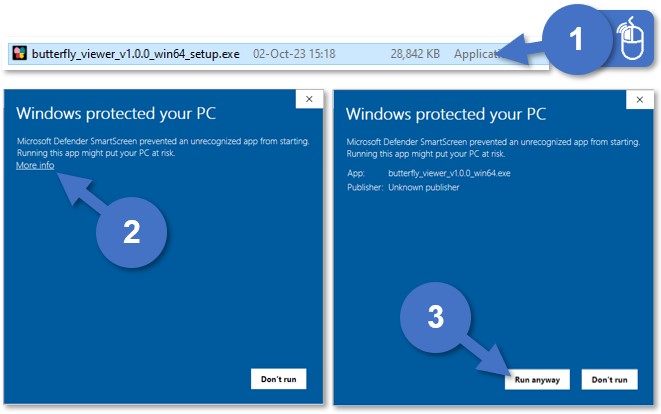 butterfly_viewer_v1.0.0_win64_setup.exe 02-Oct-23 15:18 28,842 KB Applicati
1
Windows protected your PC
Microsoft Defender SmartScreen prevented an unrecognized app from starting.
Running this app might put your PC at risk.
More info
2
Don't run
Windows protected your PC
Microsoft Defender SmartScreen prevented an unrecognized app from starting.
Running this app might put your PC at risk.
App: butterfly_viewer_v1.0.0_win64.exe
Publisher: Unknown publisher
3
Run anyway Don't run